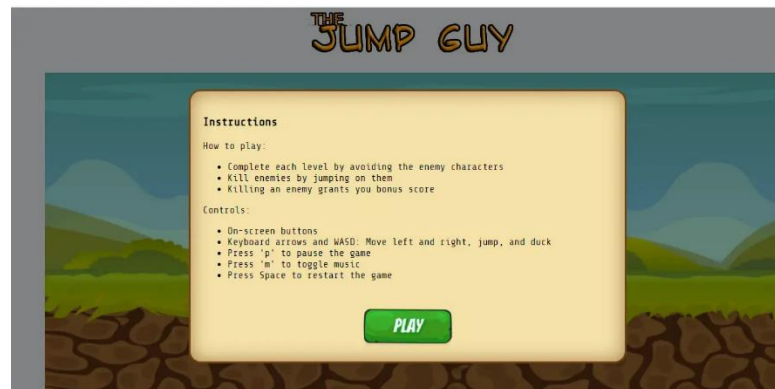 THE
JUMP GUY
Instructions
How to play:
• Complete each level by avoiding the enemy characters
• Kill enemies by jumping on them
• Killing an enemy grants you bonus score
Controls:
• On-screen buttons
• Keyboard arrows and WASD: Move left and right, jump, and duck
• Press 'p' to pause the game
• Press 'm' to toggle music
• Press Space to restart the game
PLAY